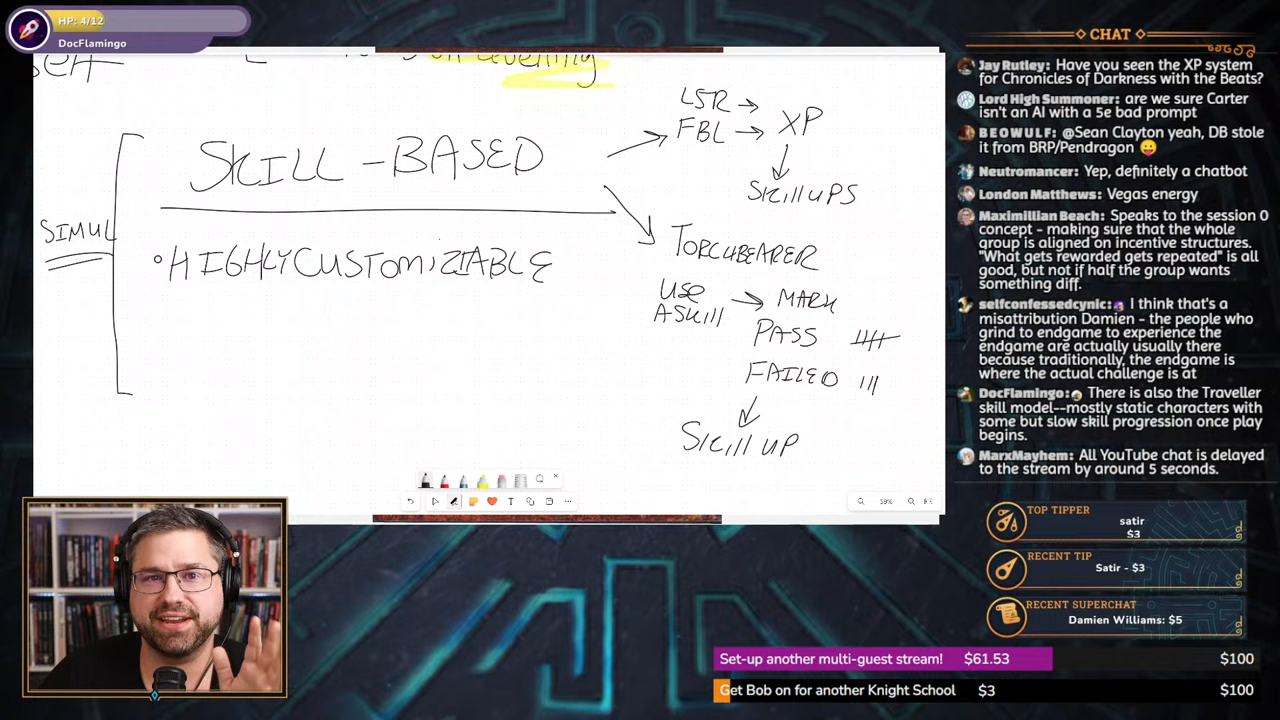 HP: 4/12
DocFlamingo
SKILL-BASED
SIMUL
•HIGHLY CUSTOMIZIABLE
L5R →
FBL → XP
SKillUPS
TORCHBEARER
USE
A SKill → MARK
PASS
FAILED
SKill UP
T
59%
CHAT
Jay Rutley: Have you seen the XP system
for Chronicles of Darkness with the Beats?
Lord High Summoner: are we sure Carter
isn't an AI with a 5e bad prompt
BEOWULF: @Sean Clayton yeah, DB stole
it from BRP/Pendragon 😛
Neutromancer: Yep, definitely a chatbot
London Matthews: Vegas energy
Maximillian Beach: Speaks to the session 0
concept - making sure that the whole
group is aligned on incentive structures.
"What gets rewarded gets repeated" is all
good, but not if half the group wants
something diff.
selfconfessedcynic: I think that's a
misattribution Damien - the people who
grind to endgame to experience the
endgame are actually usually there
because traditionally, the endgame is
where the actual challenge is at
DocFlamingo: There is also the Traveller
skill model--mostly static characters with
some but slow skill progression once play
begins.
MarxMayhem: All YouTube chat is delayed
to the stream by around 5 seconds.
TOP TIPPER
satir
$3
RECENT TIP
Satir - $3
RECENT SUPERCHAT
Damien Williams: $5
Set-up another multi-guest stream! $61.53 $100
Get Bob on for another Knight School $3 $100